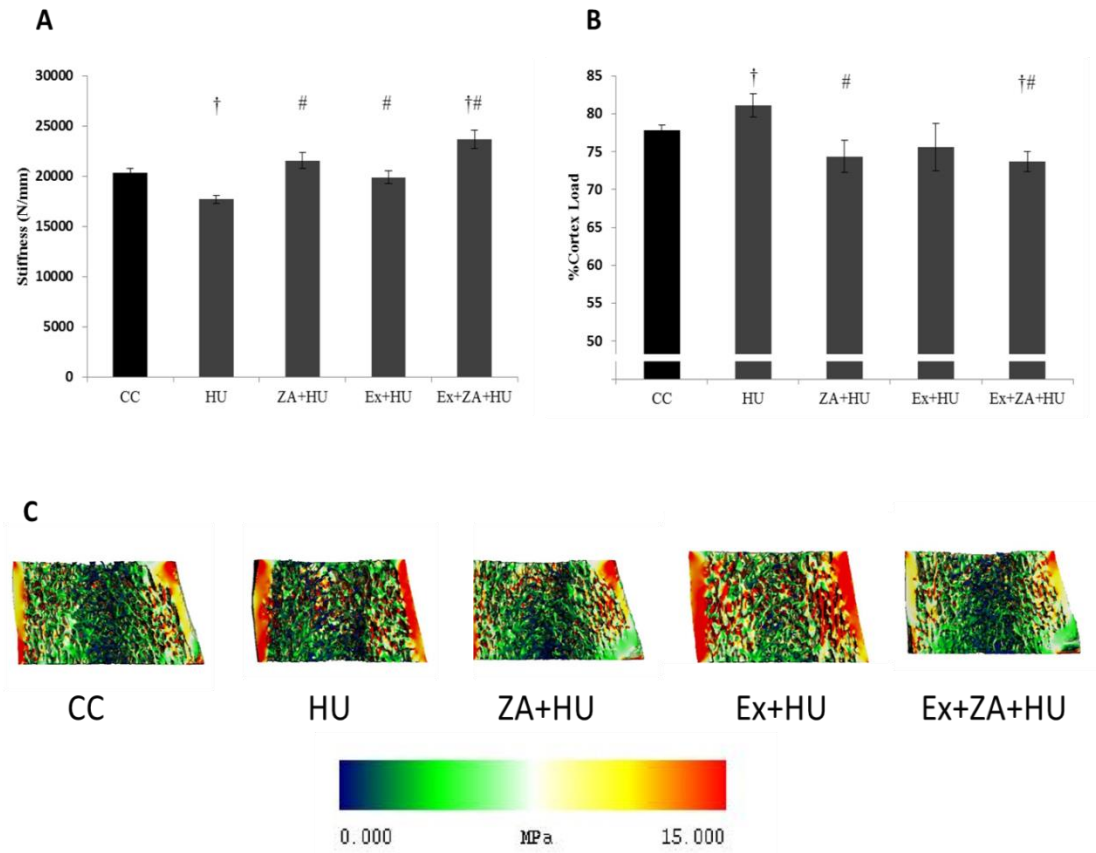 A
30000
25000
20000
15000
10000
5000
0
Stiffness (N/mm)
† # # †#
CC HU ZA+HU Ex+HU Ex+ZA+HU
B
85
80
75
70
65
60
55
50
%Cortex Load
† # †#
CC HU ZA+HU Ex+HU Ex+ZA+HU
C
CC HU ZA+HU Ex+HU Ex+ZA+HU
0.000 MPa 15.000